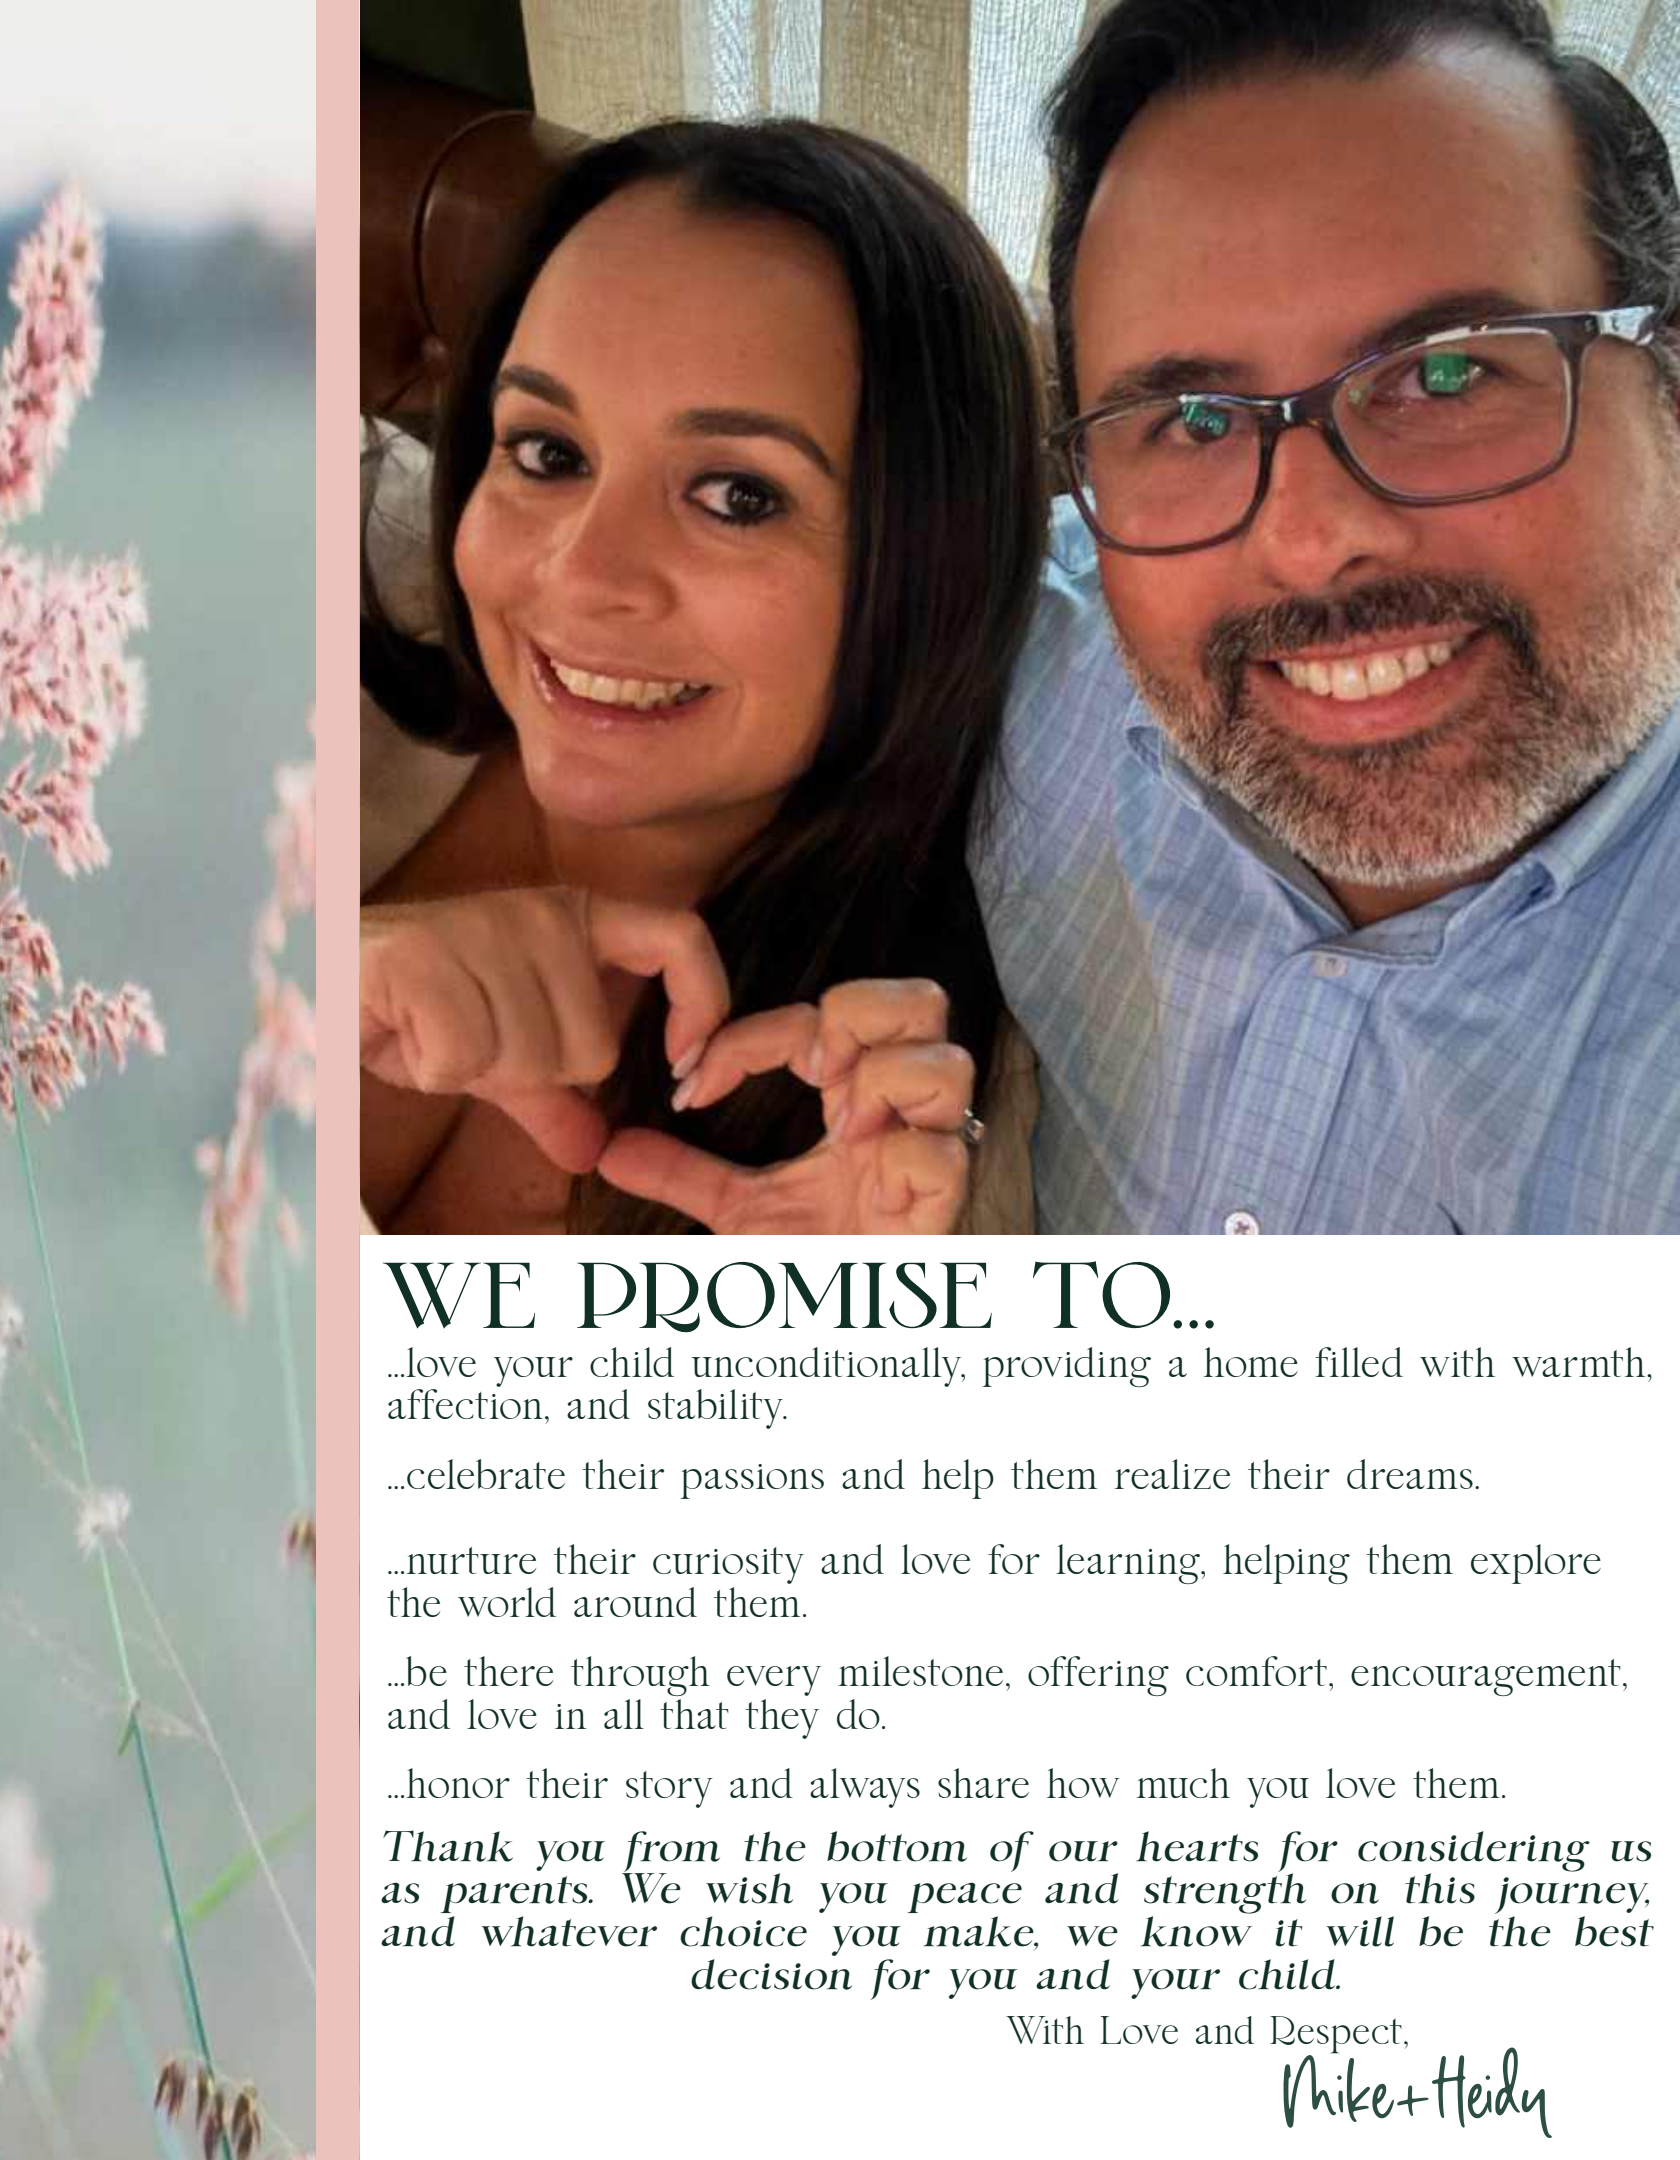 WE PROMISE TO...
...love your child unconditionally, providing a home filled with warmth,
affection, and stability.
...celebrate their passions and help them realize their dreams.
...nurture their curiosity and love for learning, helping them explore
the world around them.
...be there through every milestone, offering comfort, encouragement,
and love in all that they do.
...honor their story and always share how much you love them.
Thank you from the bottom of our hearts for considering us
as parents. We wish you peace and strength on this journey,
and whatever choice you make, we know it will be the best
decision for you and your child.
With Love and Respect,
Mike+Heidy